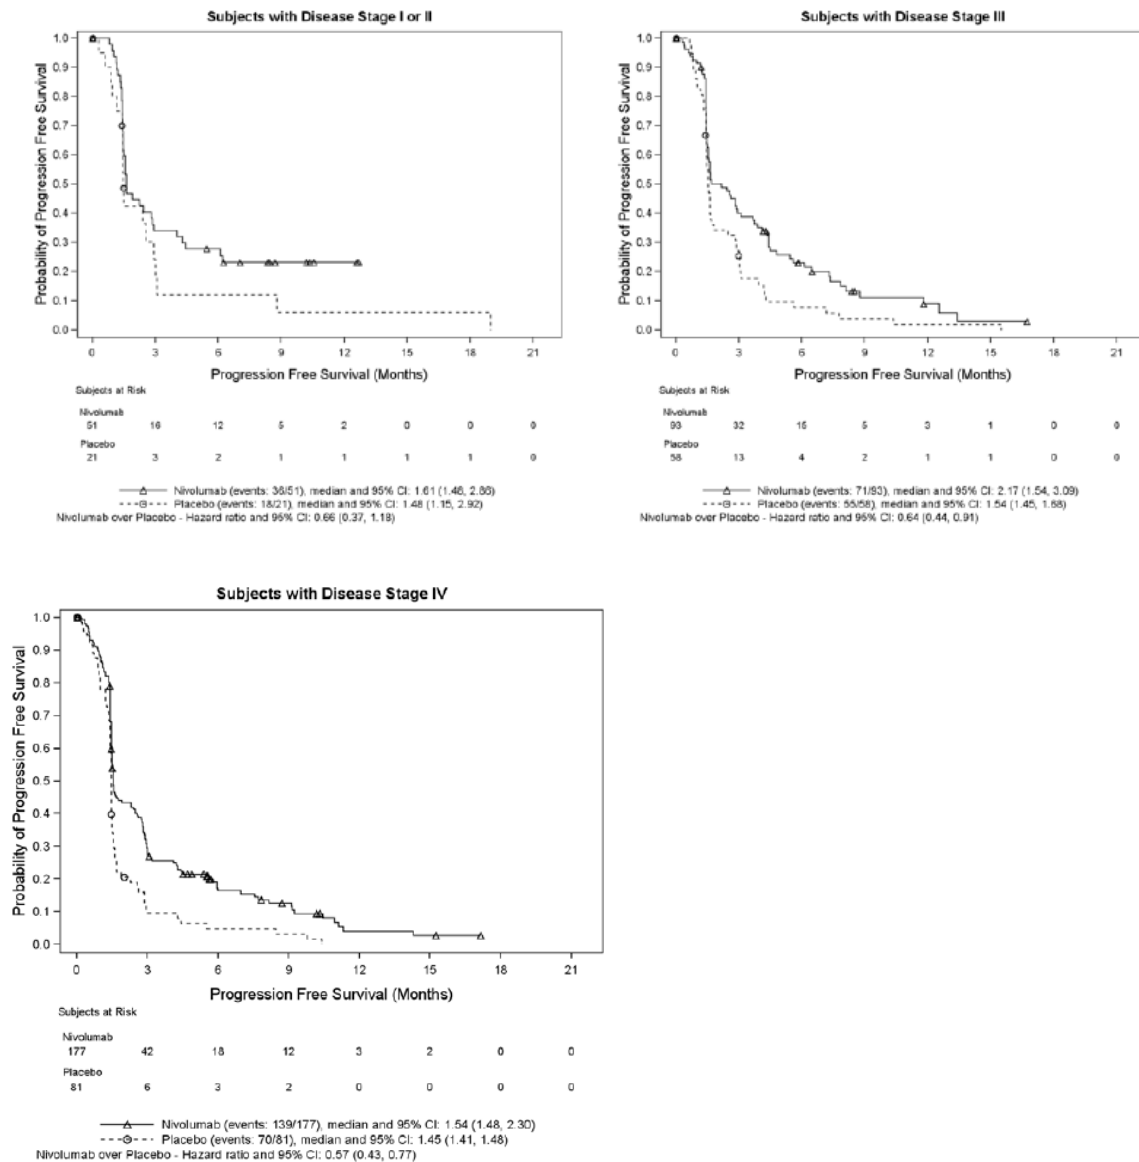 Subjects with Disease Stage I or II
Probability of Progression Free Survival
1.0
0.9
0.8
0.7
0.6
0.5
0.4
0.3
0.2
0.1
0.0
0 3 6 9 12 15 18 21
Progression Free Survival (Months)
Subjects at Risk
Nivolumab
51 16 12 5 2 0 0 0
Placebo
21 3 2 1 1 1 1 0
Nivolumab (events: 36/51), median and 95% CI: 1.61 (1.48, 2.86)
Placebo (events: 18/21), median and 95% CI: 1.48 (1.15, 2.92)
Nivolumab over Placebo - Hazard ratio and 95% CI: 0.66 (0.37, 1.18)
Subjects with Disease Stage III
Probability of Progression Free Survival
1.0
0.9
0.8
0.7
0.6
0.5
0.4
0.3
0.2
0.1
0.0
0 3 6 9 12 15 18 21
Progression Free Survival (Months)
Subjects at Risk
Nivolumab
93 32 15 5 3 1 0 0
Placebo
58 13 4 2 1 1 0 0
Nivolumab (events: 71/93), median and 95% CI: 2.17 (1.54, 3.09)
Placebo (events: 55/58), median and 95% CI: 1.54 (1.45, 1.68)
Nivolumab over Placebo - Hazard ratio and 95% CI: 0.64 (0.44, 0.91)
Subjects with Disease Stage IV
Probability of Progression Free Survival
1.0
0.9
0.8
0.7
0.6
0.5
0.4
0.3
0.2
0.1
0.0
0 3 6 9 12 15 18 21
Progression Free Survival (Months)
Subjects at Risk
Nivolumab
177 42 18 12 3 2 0 0
Placebo
81 6 3 2 0 0 0 0
Nivolumab (events: 139/177), median and 95% CI: 1.54 (1.48, 2.30)
Placebo (events: 70/81), median and 95% CI: 1.45 (1.41, 1.48)
Nivolumab over Placebo - Hazard ratio and 95% CI: 0.57 (0.43, 0.77)